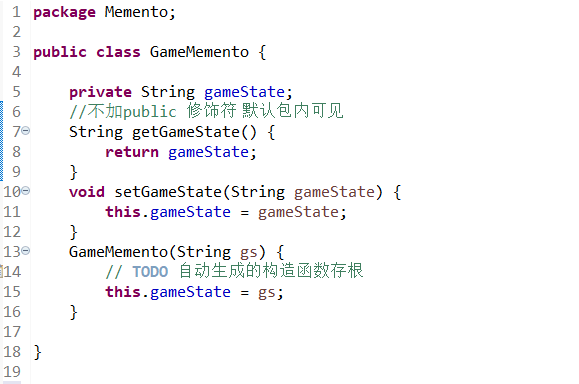 1 package Memento;
2
3 public class GameMemento {
4
5     private String gameState;
6     //不加public 修饰符 默认包内可见
7     String getGameState() {
8         return gameState;
9     }
10     void setGameState(String gameState) {
11         this.gameState = gameState;
12     }
13     GameMemento(String gs) {
14         // TODO 自动生成的构造函数存根
15         this.gameState = gs;
16     }
17
18 }
19